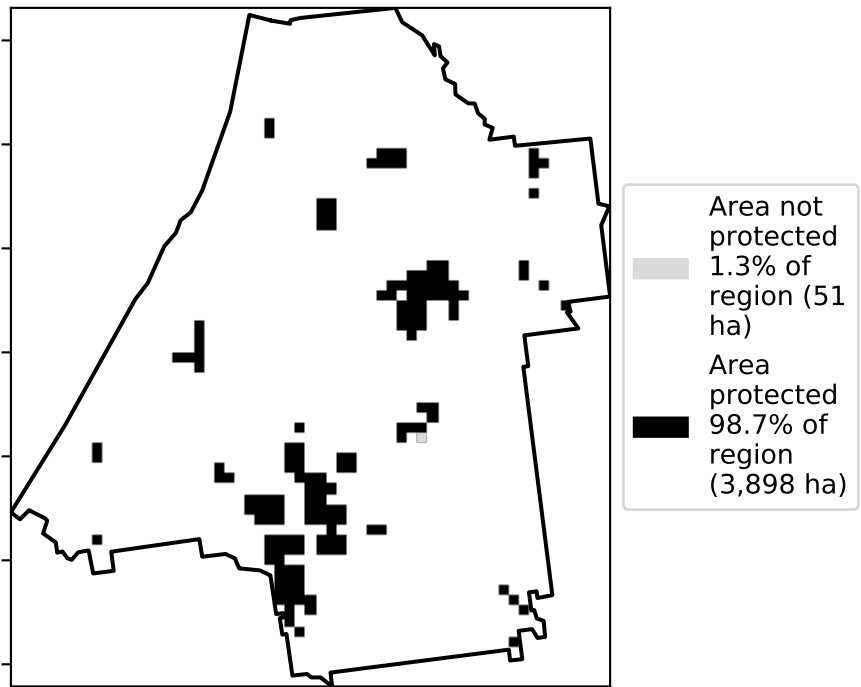 Area not
protected
1.3% of
region (51
ha)
Area
protected
98.7% of
region
(3,898 ha)